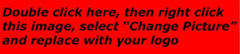 Double click here, then right click
this image, select “Change Picture”
and replace with your logo